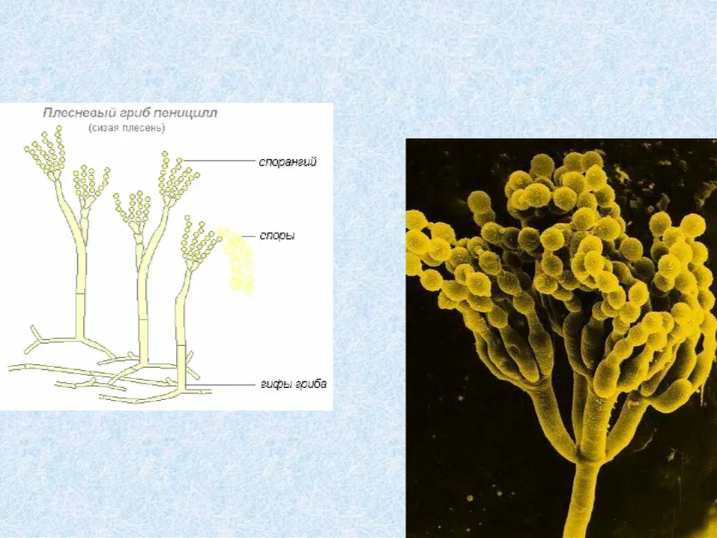 Плесневый гриб пеницилл
(сизая плесень)
спорангий
споры
гифы гриба